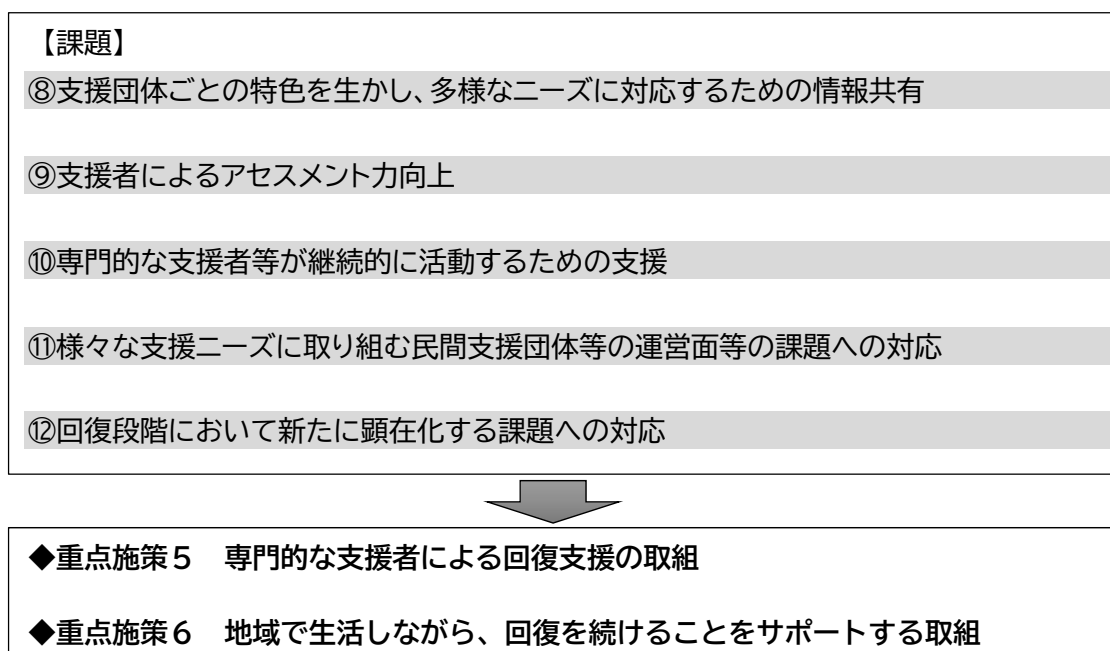 【課題】
⑧支援団体ごとの特色を生かし、多様なニーズに対応するための情報共有
⑨支援者によるアセスメント力向上
⑩専門的な支援者等が継続的に活動するための支援
⑪様々な支援ニーズに取り組む民間支援団体等の運営面等の課題への対応
⑫回復段階において新たに顕在化する課題への対応
◆重点施策５　専門的な支援者による回復支援の取組
◆重点施策６　地域で生活しながら、回復を続けることをサポートする取組